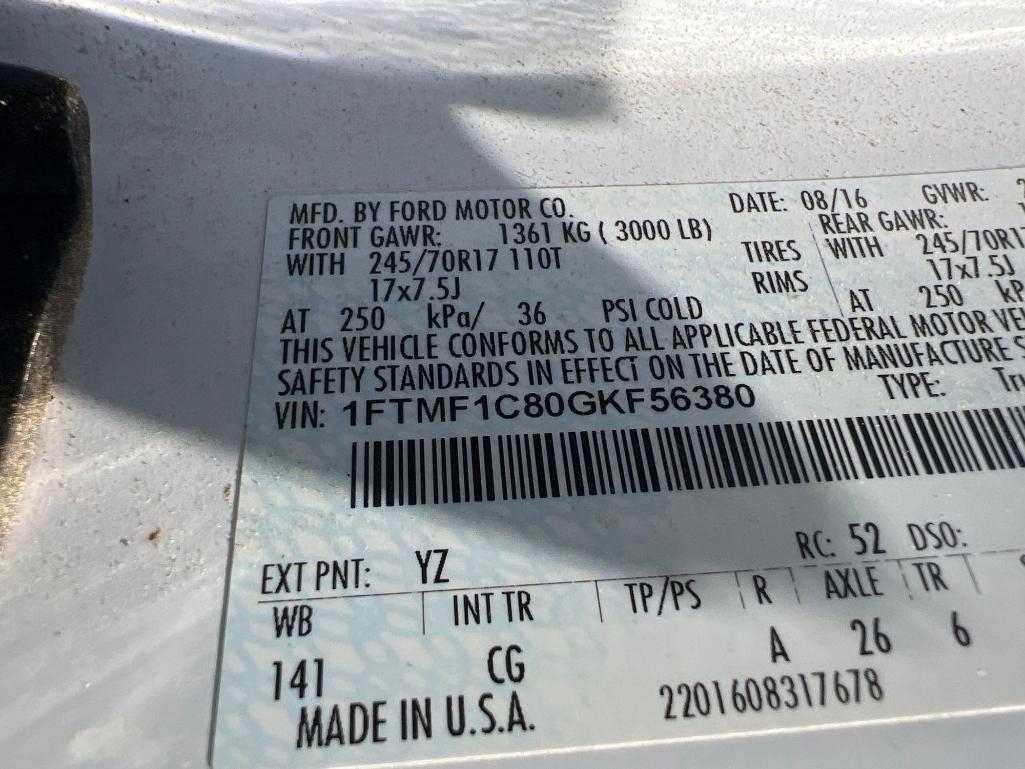 MFD. BY FORD MOTOR CO. DATE: 08/16 GVWR:
FRONT GAWR: 1361 KG ( 3000 LB) REAR GAWR:
WITH 245/70R17 110T TIRES WITH 245/70R17
17x7.5J RIMS 17x7.5J
AT 250 kPa/ 36 PSI COLD AT 250
THIS VEHICLE CONFORMS TO ALL APPLICABLE FEDERAL MOTOR
SAFETY STANDARDS IN EFFECT ON THE DATE OF MANUFACTURE
VIN: 1FTMF1C80GKF56380 TYPE:
EXT PNT: YZ RC: 52 DSO:
WB INT TR TP/PS R AXLE TR
141 CG A 26 6
MADE IN U.S.A. 2201608317678